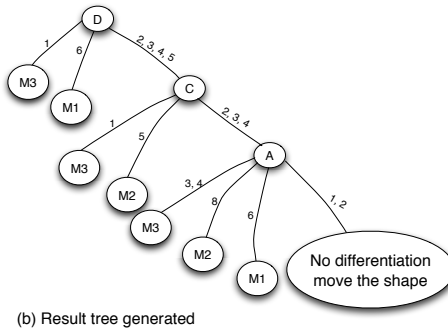 D
1
6
2, 3, 4, 5
M3
M1
C
1
5
2, 3, 4
M3
M2
A
3, 4
8
6
1, 2
M3
M2
M1
No differentiation
move the shape
(b) Result tree generated